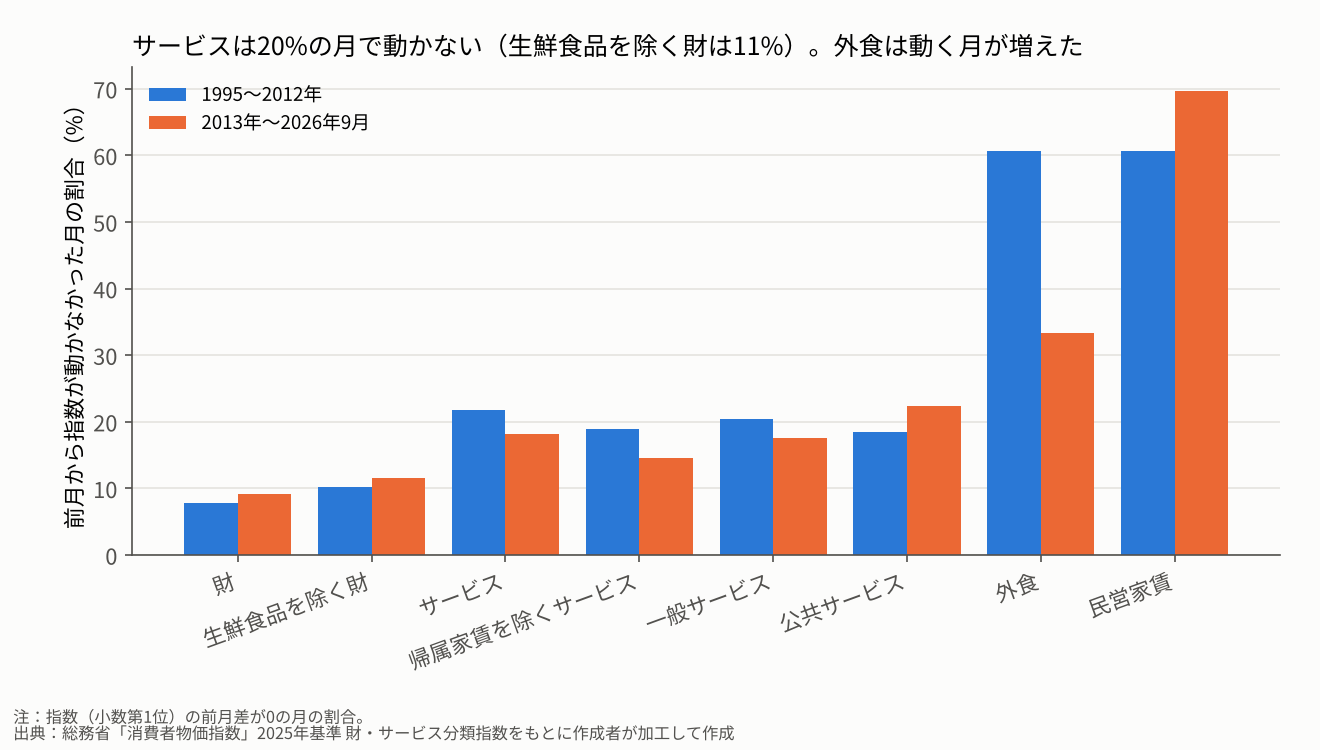 サービスは20%の月で動かない（生鮮食品を除く財は11%）。外食は動く月が増えた
前月から指数が動かなかった月の割合（%）
70
60
50
40
30
20
10
0
1995～2012年
2013年～2026年9月
財
生鮮食品を除く財
サービス
帰属家賃を除くサービス
一般サービス
公共サービス
外食
民営家賃
注：指数（小数第1位）の前月差が0の月の割合。
出典：総務省「消費者物価指数」2025年基準 財・サービス分類指数をもとに作成者が加工して作成